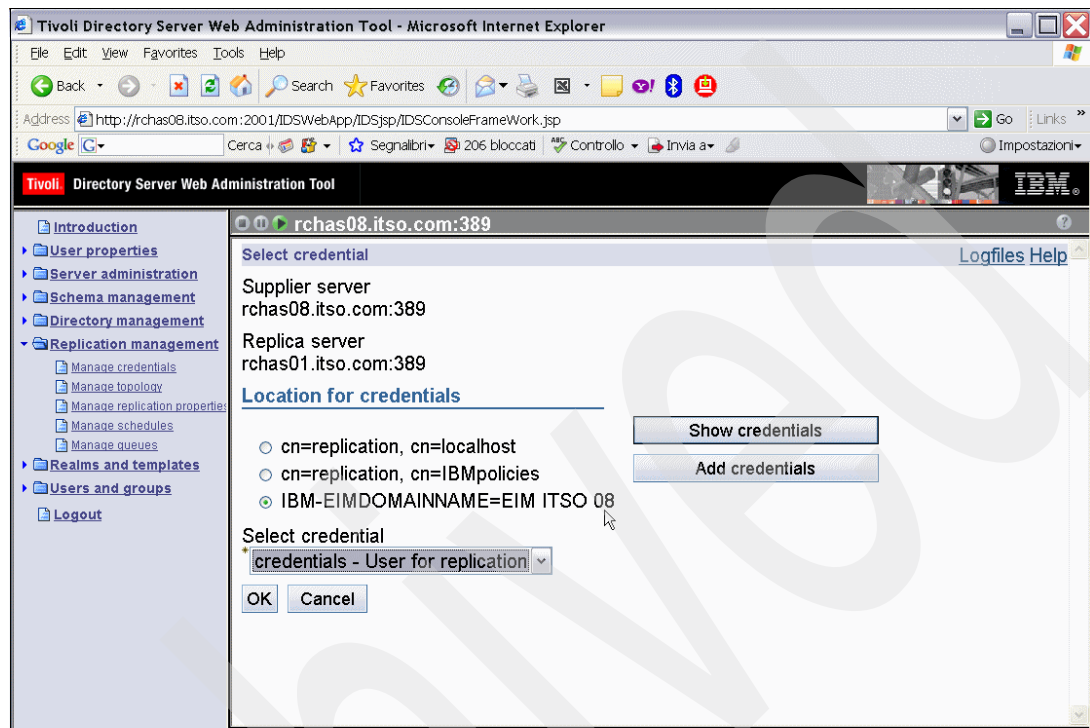 Tivoli Directory Server Web Administration Tool - Microsoft Internet Explorer
File Edit View Favorites Tools Help
Back Search Favorites
Address http://rchas08.itso.com:2001/IDSWebApp/IDSjsp/IDSConsoleFrameWork.jsp Go Links »
Google G Cerca Segnalibri 206 bloccati Controllo Invia a Impostazioni
Tivoli. Directory Server Web Administration Tool IBM.
Introduction
User properties
Server administration
Schema management
Directory management
Replication management
Manage credentials
Manage topology
Manage replication properties
Manage schedules
Manage queues
Realms and templates
Users and groups
Logout
rchas08.itso.com:389 ?
Select credential Logfiles Help
Supplier server
rchas08.itso.com:389
Replica server
rchas01.itso.com:389
Location for credentials
cn=replication, cn=localhost
cn=replication, cn=IBMpolicies
IBM-EIMDOMAINNAME=EIM ITSO 08
Show credentials
Add credentials
Select credential
* credentials - User for replication
OK Cancel